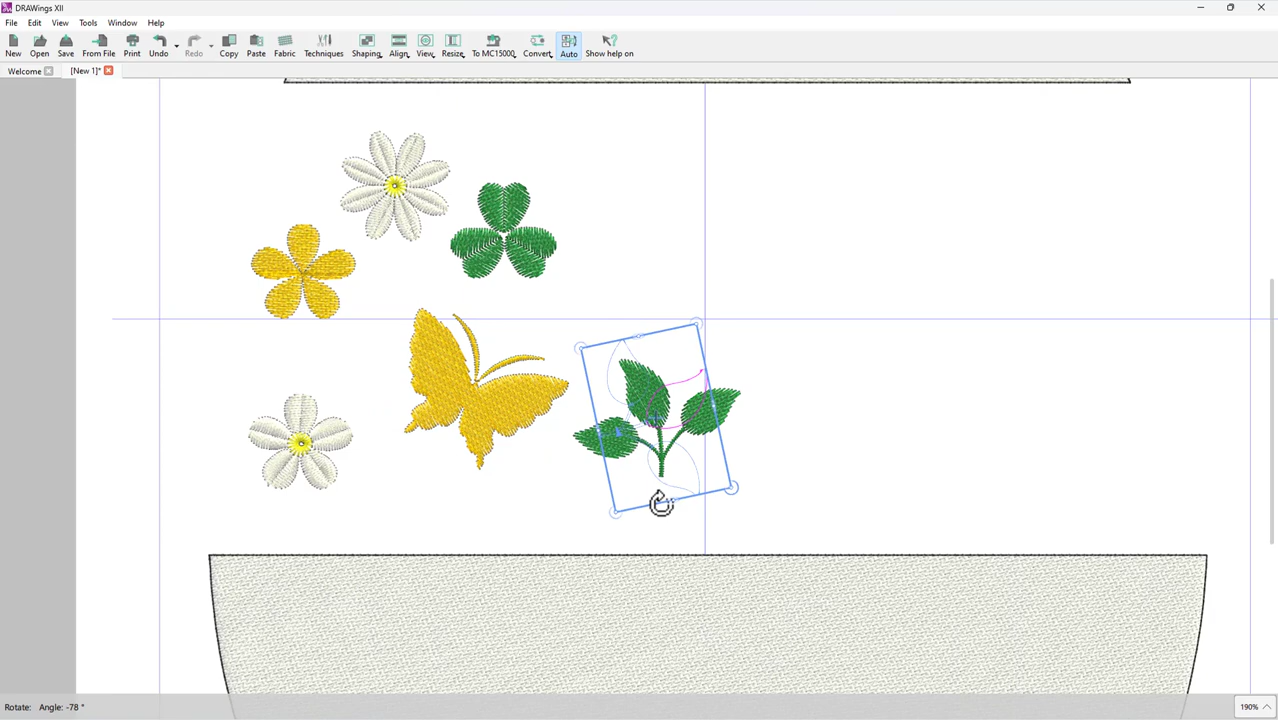 DRAWings XII
File Edit View Tools Window Help
New Open Save From File Print Undo Redo Copy Paste Fabric Techniques Shaping Align View Resize To MC15000 Convert Auto Show help on
Welcome [New 1]*
Rotate: Angle: -78 °
190%